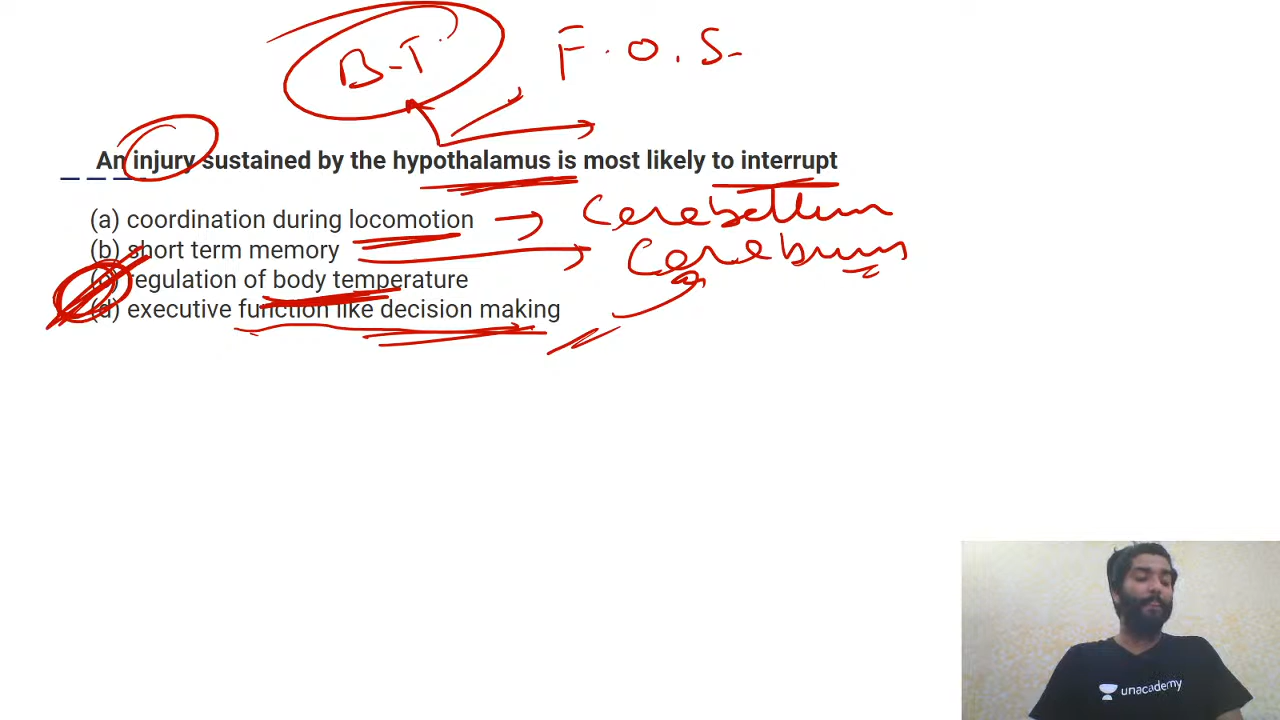 B-T F.O.S.
An injury sustained by the hypothalamus is most likely to interrupt
(a) coordination during locomotion → Cerebellum
(b) short term memory → Cerebrum
(c) regulation of body temperature
(d) executive function like decision making
unacademy